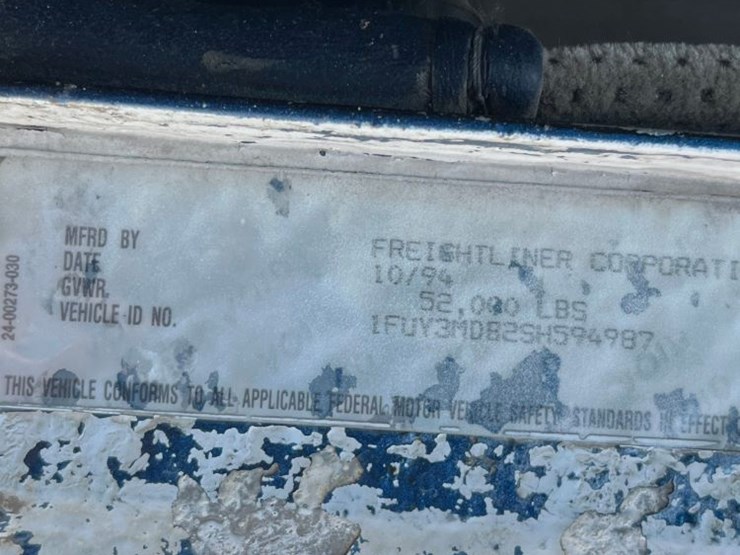 MFRD BY FREIGHTLINER CORPORATI
DATE 10/94
GVWR 52,000 LBS
VEHICLE ID NO. 1FUY3MDB2SH594987
24-00273-030
THIS VEHICLE CONFORMS TO ALL APPLICABLE FEDERAL MOTOR VEHICLE SAFETY STANDARDS IN EFFECT